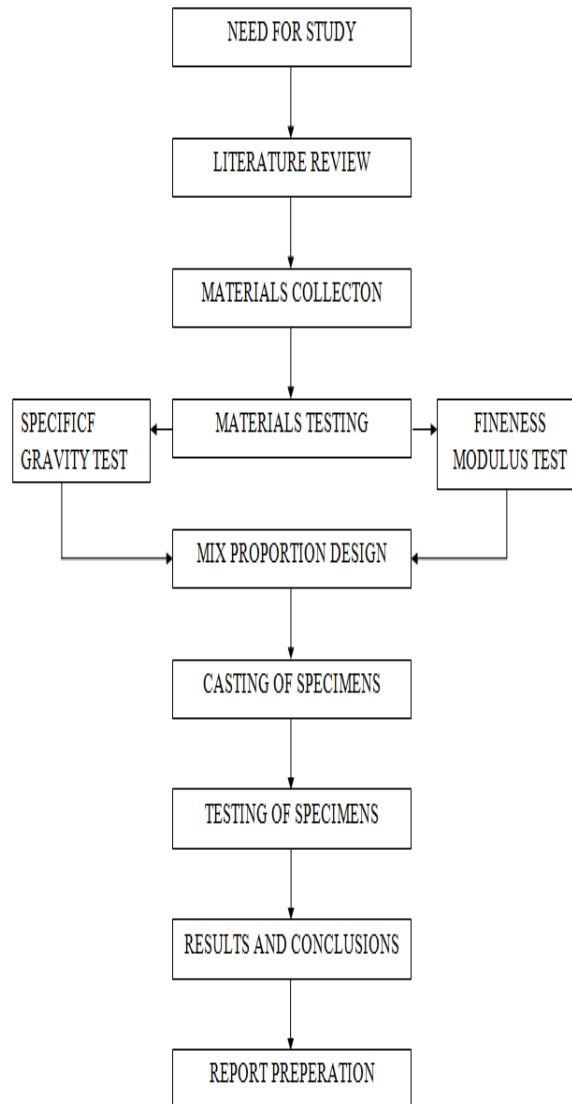 NEED FOR STUDY
LITERATURE REVIEW
MATERIALS COLLECTON
SPECIFICF
GRAVITY TEST
MATERIALS TESTING
FINENESS
MODULUS TEST
MIX PROPORTION DESIGN
CASTING OF SPECIMENS
TESTING OF SPECIMENS
RESULTS AND CONCLUSIONS
REPORT PREPERATION